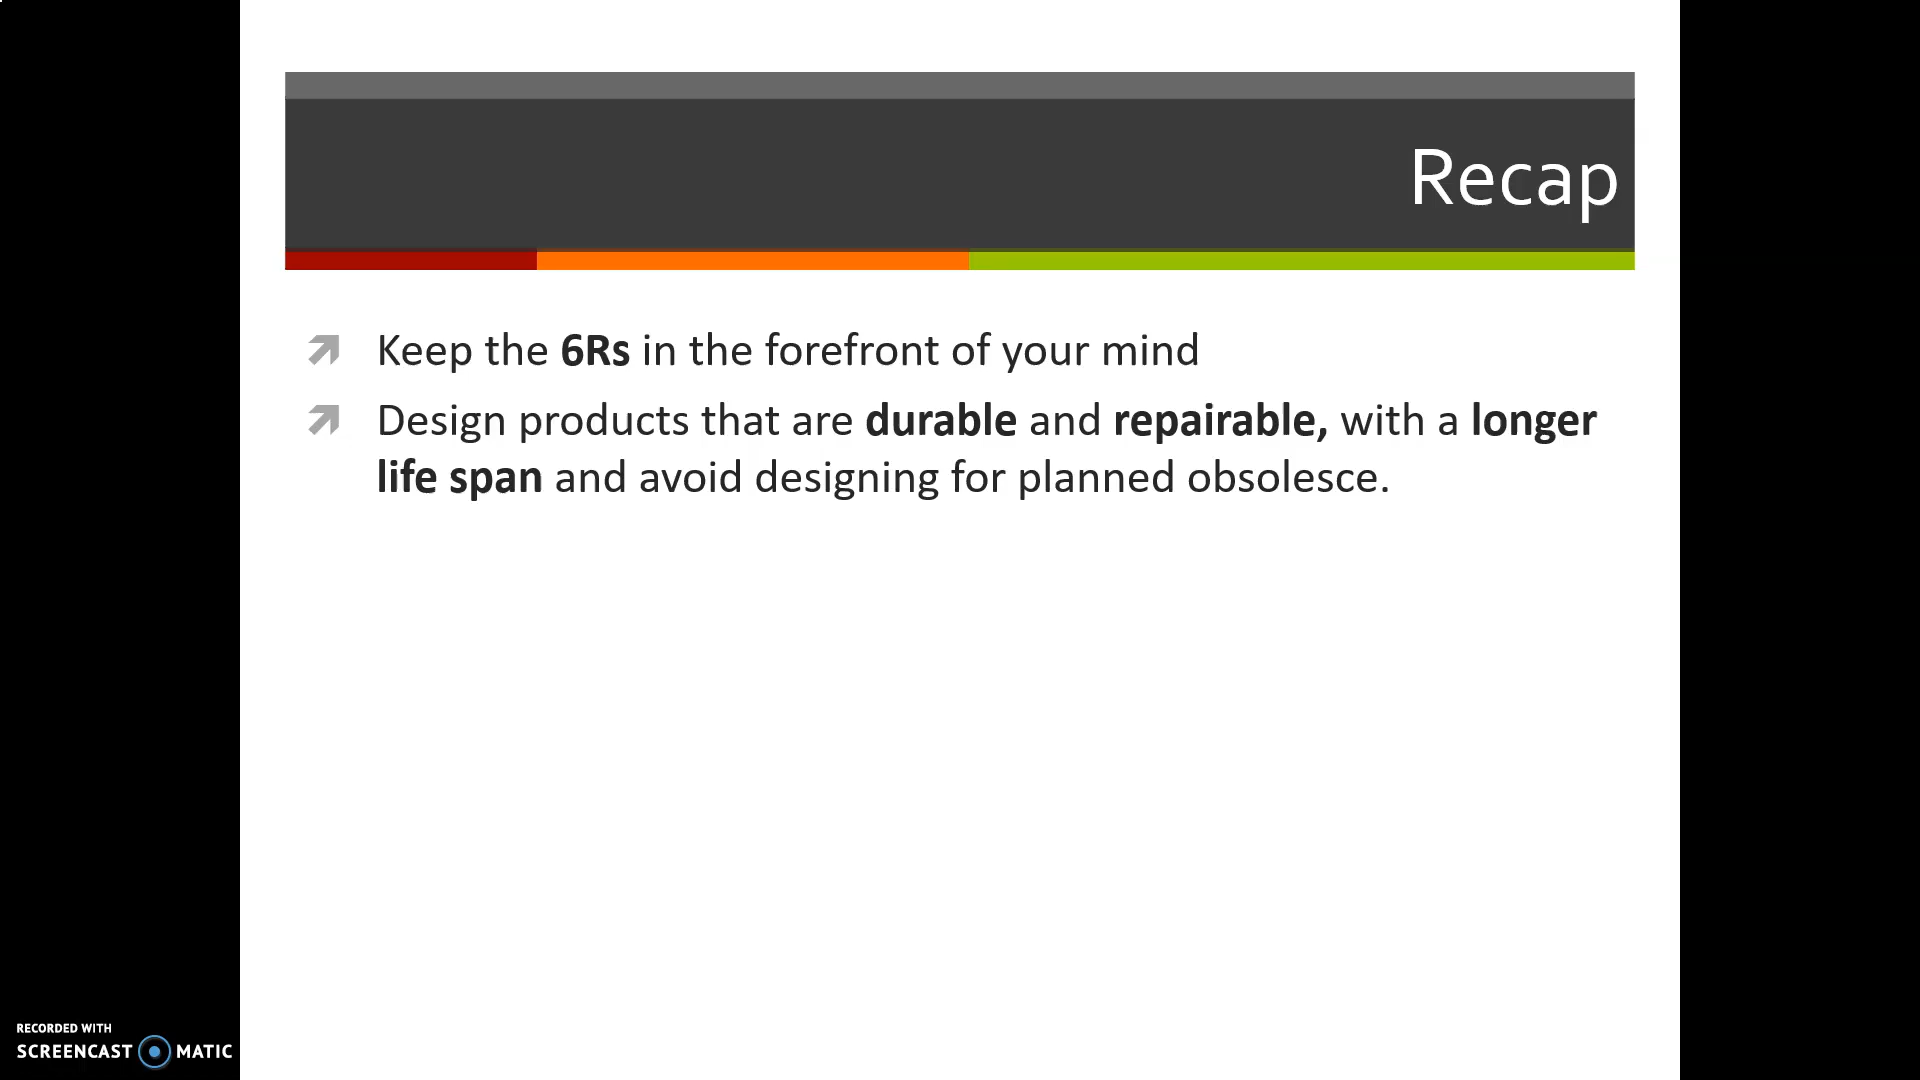 Recap
Keep the 6Rs in the forefront of your mind
Design products that are durable and repairable, with a longer
life span and avoid designing for planned obsolesce.
RECORDED WITH
SCREENCAST MATIC